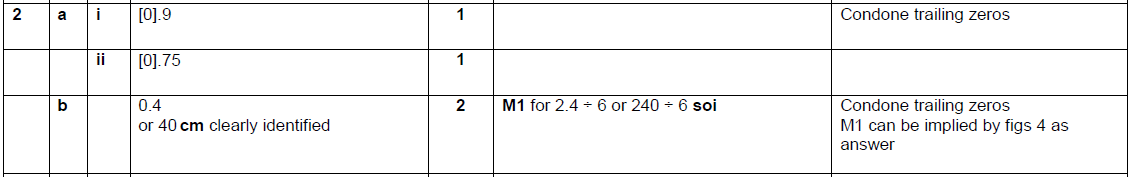 2 a i [0].9 1 Condone trailing zeros
ii [0].75 1
b 0.4 2 M1 for 2.4 ÷ 6 or 240 ÷ 6 soi Condone trailing zeros
or 40 cm clearly identified M1 can be implied by figs 4 as
answer